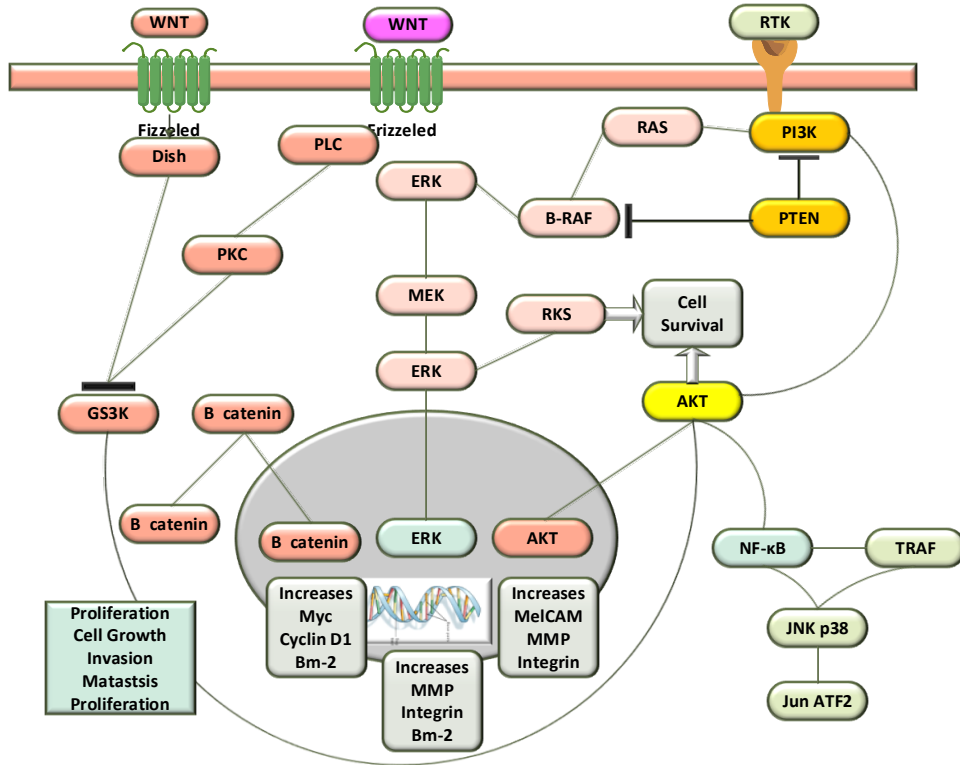 WNT
WNT
RTK
Fizzeled
Frizzeled
Dish
PLC
RAS
PI3K
ERK
B-RAF
PTEN
PKC
MEK
RKS
Cell
Survival
ERK
AKT
GS3K
B catenin
B catenin
B catenin
ERK
AKT
NF-κB
TRAF
Increases
Myc
Cyclin D1
Bm-2
Increases
MelCAM
MMP
Integrin
Increases
MMP
Integrin
Bm-2
Proliferation
Cell Growth
Invasion
Matastsis
Proliferation
JNK p38
Jun ATF2